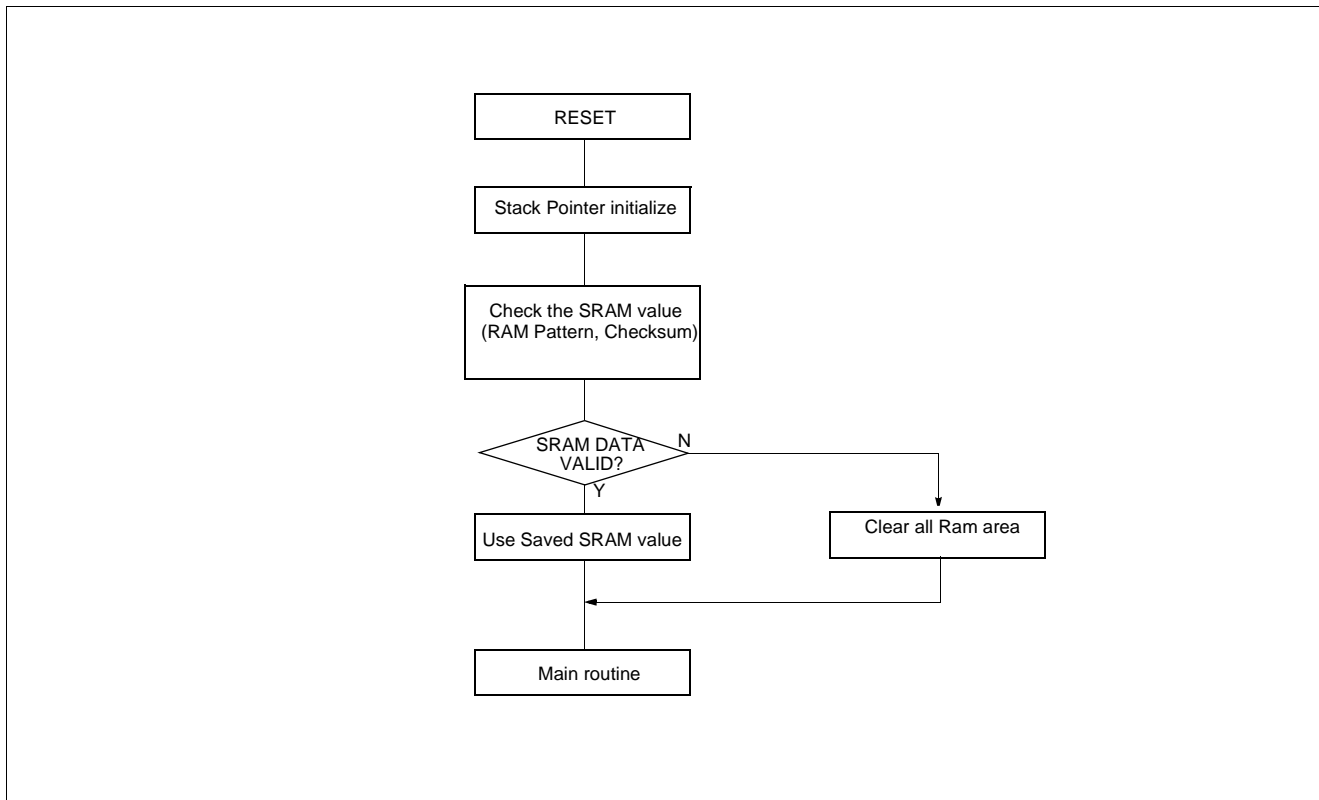 RESET
Stack Pointer initialize
Check the SRAM value
(RAM Pattern, Checksum)
SRAM DATA
VALID?
N
Y
Use Saved SRAM value
Clear all Ram area
Main routine